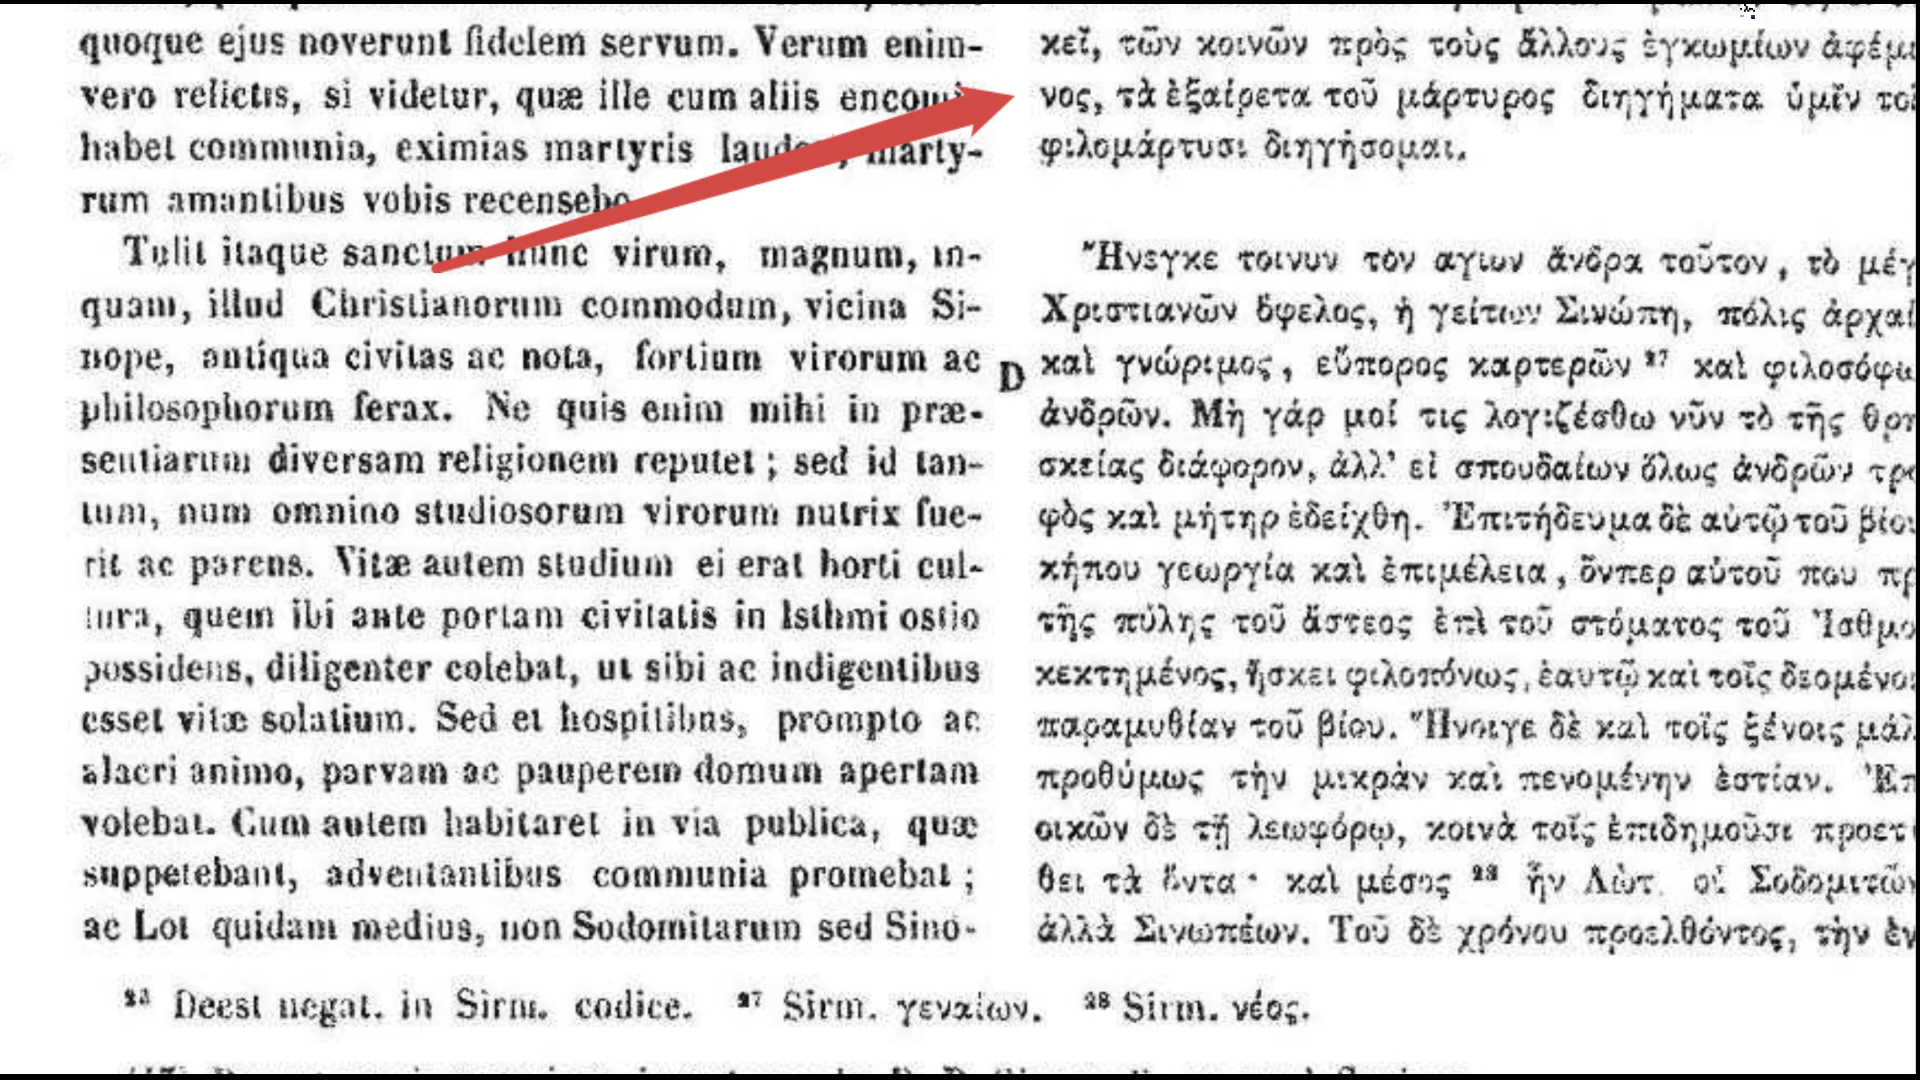 quoque ejus noverunt fidelem servum. Verum enim-
vero relictis, si videtur, quæ ille cum aliis
habet communia, eximias martyris marty-
rum amantibus vobis recensebo
Tulit itaque sanctum hunc virum, magnum, in-
quam, illud Christianorum commodum, vicina Si-
nope, antiqua civitas ac nota, fortium virorum ac
philosophorum ferax. Ne quis enim mihi in præ-
sentiarum diversam religionem reputet ; sed id tan-
tum, num omnino studiosorum virorum nutrix fue-
rit ac parens. Vitæ autem studium ei erat horti cul-
tura, quem ibi ante portam civitatis in Isthmi ostio
possidens, diligenter colebat, ut sibi ac indigentibus
esset vitæ solatium. Sed et hospitibus, prompto ac
alacri animo, parvam ac pauperem domum apertam
volebat. Cum autem habitaret in via publica, quæ
suppetebant, adventantibus communia promebat ;
ac Lot quidam medius, non Sodomitarum sed Sino-
κεῖ, τῶν κοινῶν πρὸς τοὺς ἄλλους ἐγκωμίων ἀφέμε
νος, τὰ ἐξαίρετα τοῦ μάρτυρος διηγήματα ὑμῖν τοῖ
φιλομάρτυσι διηγήσομαι.
Ἤνεγκε τοίνυν τὸν ἅγιον ἄνδρα τοῦτον, τὸ μέγ
Χριστιανῶν ὄφελος, ἡ γείτων Σινώπη, πόλις ἀρχαί
D
καὶ γνώριμος, εὔπορος καρτερῶν ²⁷ καὶ φιλοσόφω
ἀνδρῶν. Μὴ γάρ μοί τις λογιζέσθω νῦν τὸ τῆς θρη
σκείας διάφορον, ἀλλ' εἰ σπουδαίων ὅλως ἀνδρῶν τρο
φὸς καὶ μήτηρ ἐδείχθη. Ἐπιτήδευμα δὲ αὐτῷ τοῦ βίου
κήπου γεωργία καὶ ἐπιμέλεια, ὅνπερ αὐτοῦ που πρ
τῆς πύλης τοῦ ἄστεος ἐπὶ τοῦ στόματος τοῦ Ἰσθμο
κεκτημένος, ἤσκει φιλοπόνως, ἑαυτῷ καὶ τοῖς δεομένοι
παραμυθίαν τοῦ βίου. Ἤνοιγε δὲ καὶ τοῖς ξένοις μάλ
προθύμως τὴν μικρὰν καὶ πενομένην ἑστίαν. Ἐπ
οικῶν δὲ τῇ λεωφόρῳ, κοινὰ τοῖς ἐπιδημοῦσι προετ
θει τὰ ὄντα· καὶ μέσος ²⁸ ἦν Λὼτ οὐ Σοδομιτῶν
ἀλλὰ Σινωπέων. Τοῦ δὲ χρόνου προελθόντος, τὴν ἐν
Deest negat. in Sirm. codice. ²⁷ Sirm. γεναίων. ²⁸ Sirm. νέος.